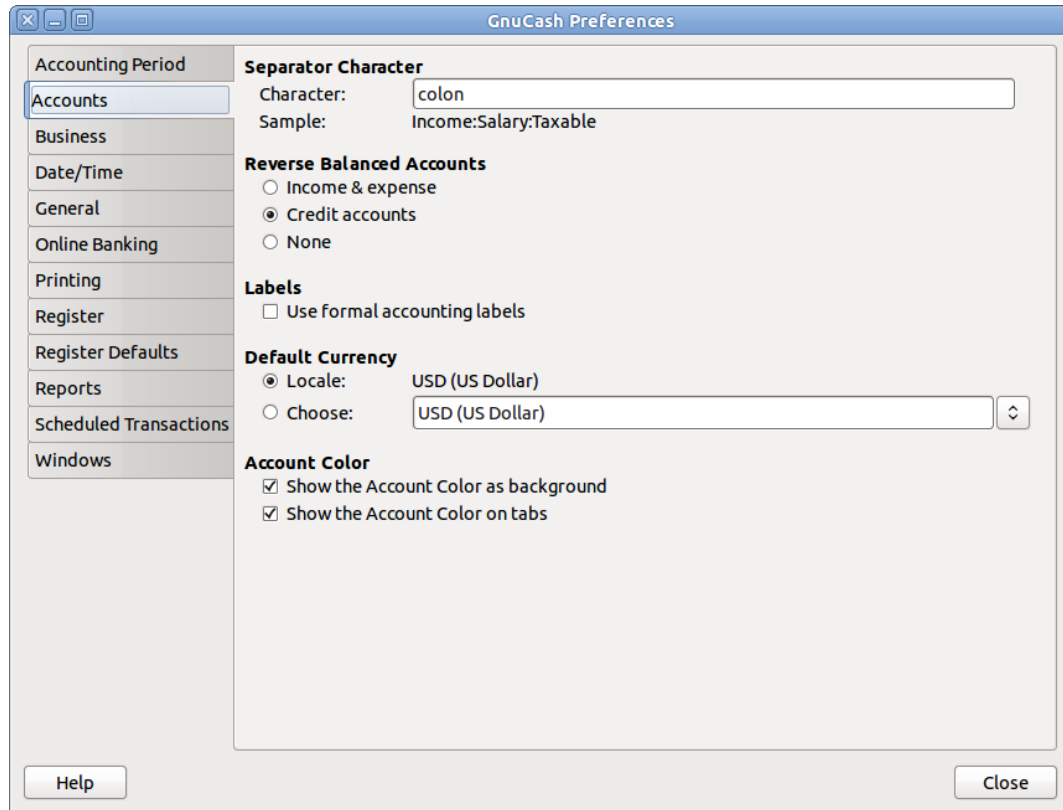 GnuCash Preferences
Accounting Period
Accounts
Business
Date/Time
General
Online Banking
Printing
Register
Register Defaults
Reports
Scheduled Transactions
Windows
Separator Character
Character: colon
Sample: Income:Salary:Taxable
Reverse Balanced Accounts
Income & expense
Credit accounts
None
Labels
Use formal accounting labels
Default Currency
Locale: USD (US Dollar)
Choose: USD (US Dollar)
Account Color
Show the Account Color as background
Show the Account Color on tabs
Help Close